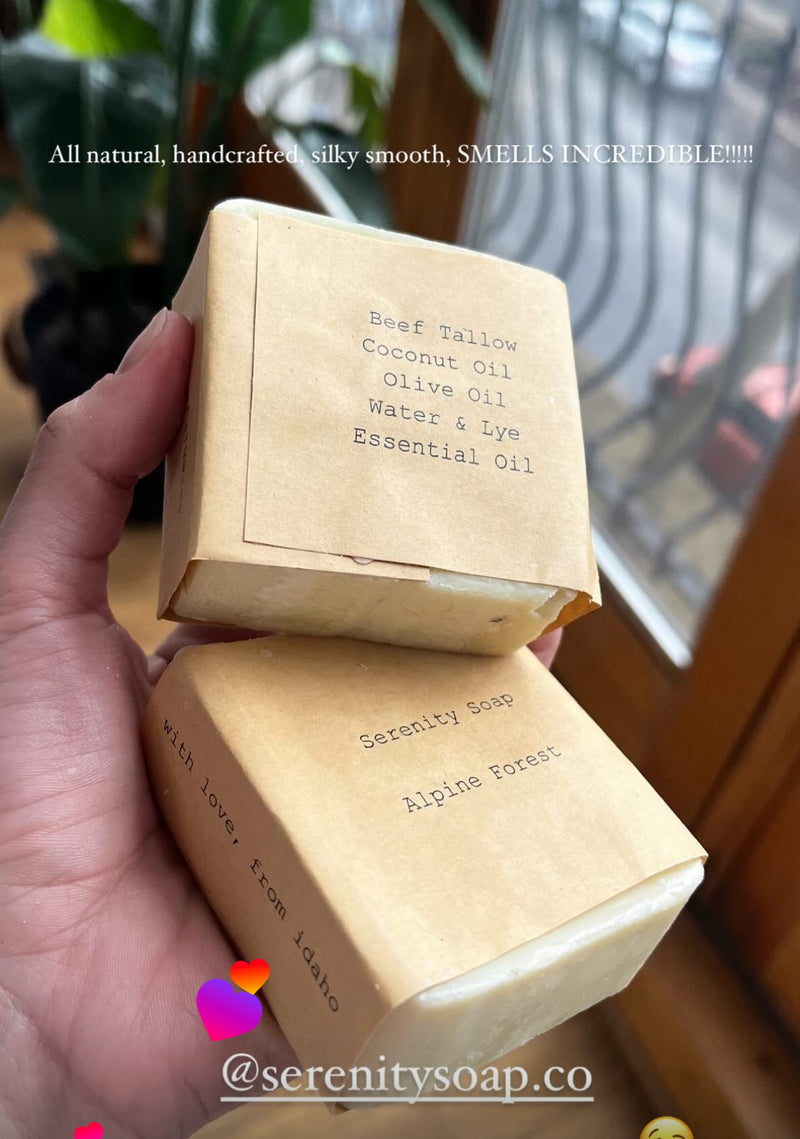 All natural, handcrafted, silky smooth, SMELLS INCREDIBLE!!!!!
Beef Tallow
Coconut Oil
Olive Oil
Water & Lye
Essential Oil
Serenity Soap
Alpine Forest
with love, from idaho
@serenitysoap.co